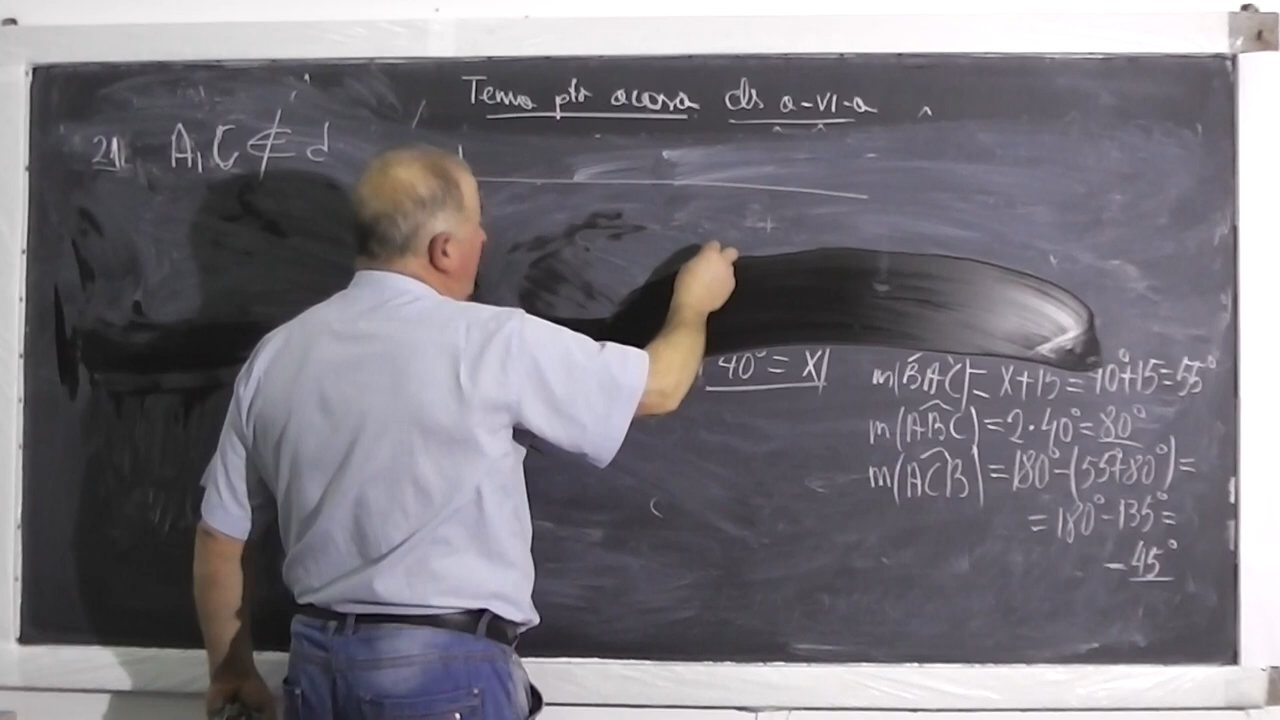 Tema ptr acasa cls a-VI-a
21. A, C ∉ d
40° = X
m(BAC) = X+15 = 40+15=55°
m(ABC) = 2·40°=80°
m(ACB) = 180°-(55+80°)=
= 180°-135°=
= 45°